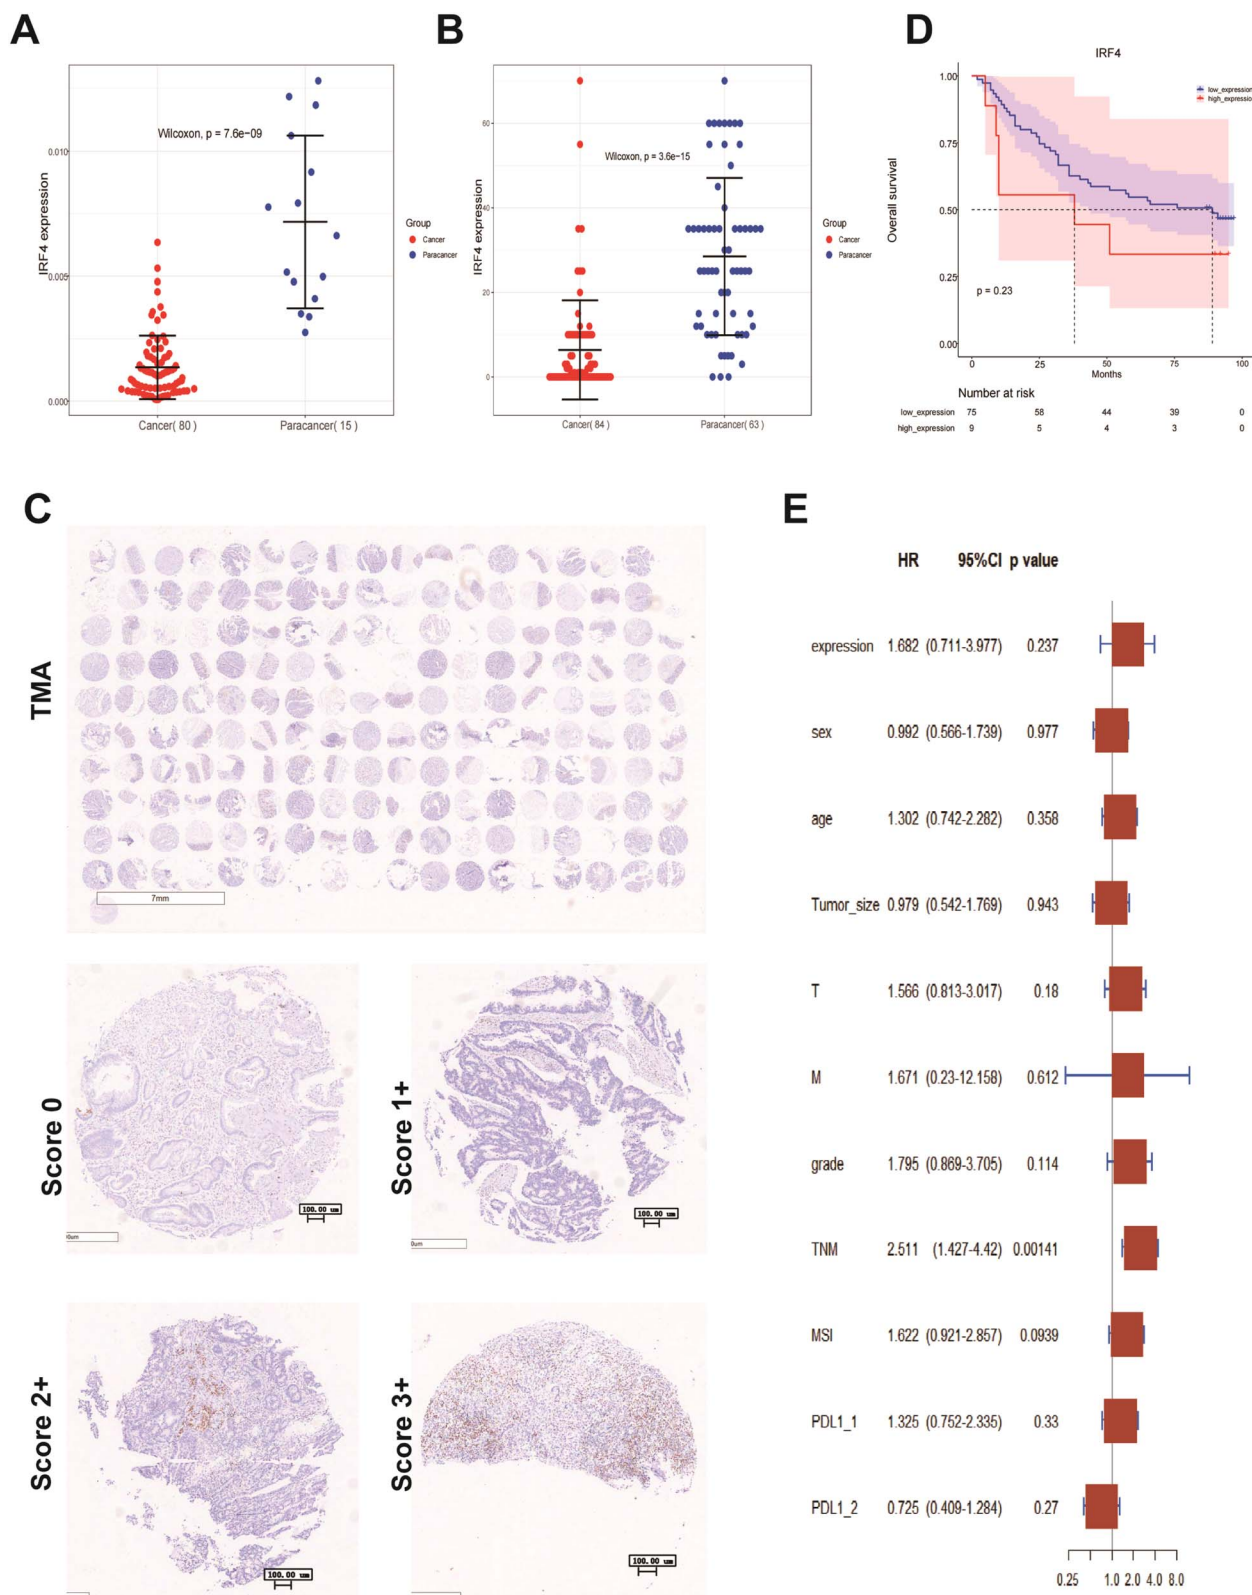 A
Wilcoxon, p = 7.6e−09
IRF4 expression
0.010
0.005
0.000
Cancer( 80 )
Paracancer( 15 )
Group
Cancer
Paracancer
B
Wilcoxon, p = 3.6e−15
IRF4 expression
60
40
20
0
Cancer( 84 )
Paracancer( 63 )
Group
Cancer
Paracancer
D
IRF4
low_expression
high_expression
Overall survival
1.00
0.75
0.50
0.25
0.00
p = 0.23
0
25
50
75
100
Months
Number at risk
low_expression 75 58 44 39 0
high_expression 9 5 4 3 0
C
TMA
7mm
Score 0
100.00 um
0um
Score 1+
100.00 um
0um
Score 2+
100.00 um
Score 3+
100.00 um
E
HR 95%CI p value
expression 1.682 (0.711-3.977) 0.237
sex 0.992 (0.566-1.739) 0.977
age 1.302 (0.742-2.282) 0.358
Tumor_size 0.979 (0.542-1.769) 0.943
T 1.566 (0.813-3.017) 0.18
M 1.671 (0.23-12.158) 0.612
grade 1.795 (0.869-3.705) 0.114
TNM 2.511 (1.427-4.42) 0.00141
MSI 1.622 (0.921-2.857) 0.0939
PDL1_1 1.325 (0.752-2.335) 0.33
PDL1_2 0.725 (0.409-1.284) 0.27
0.25 1.0 2.0 4.0 8.0